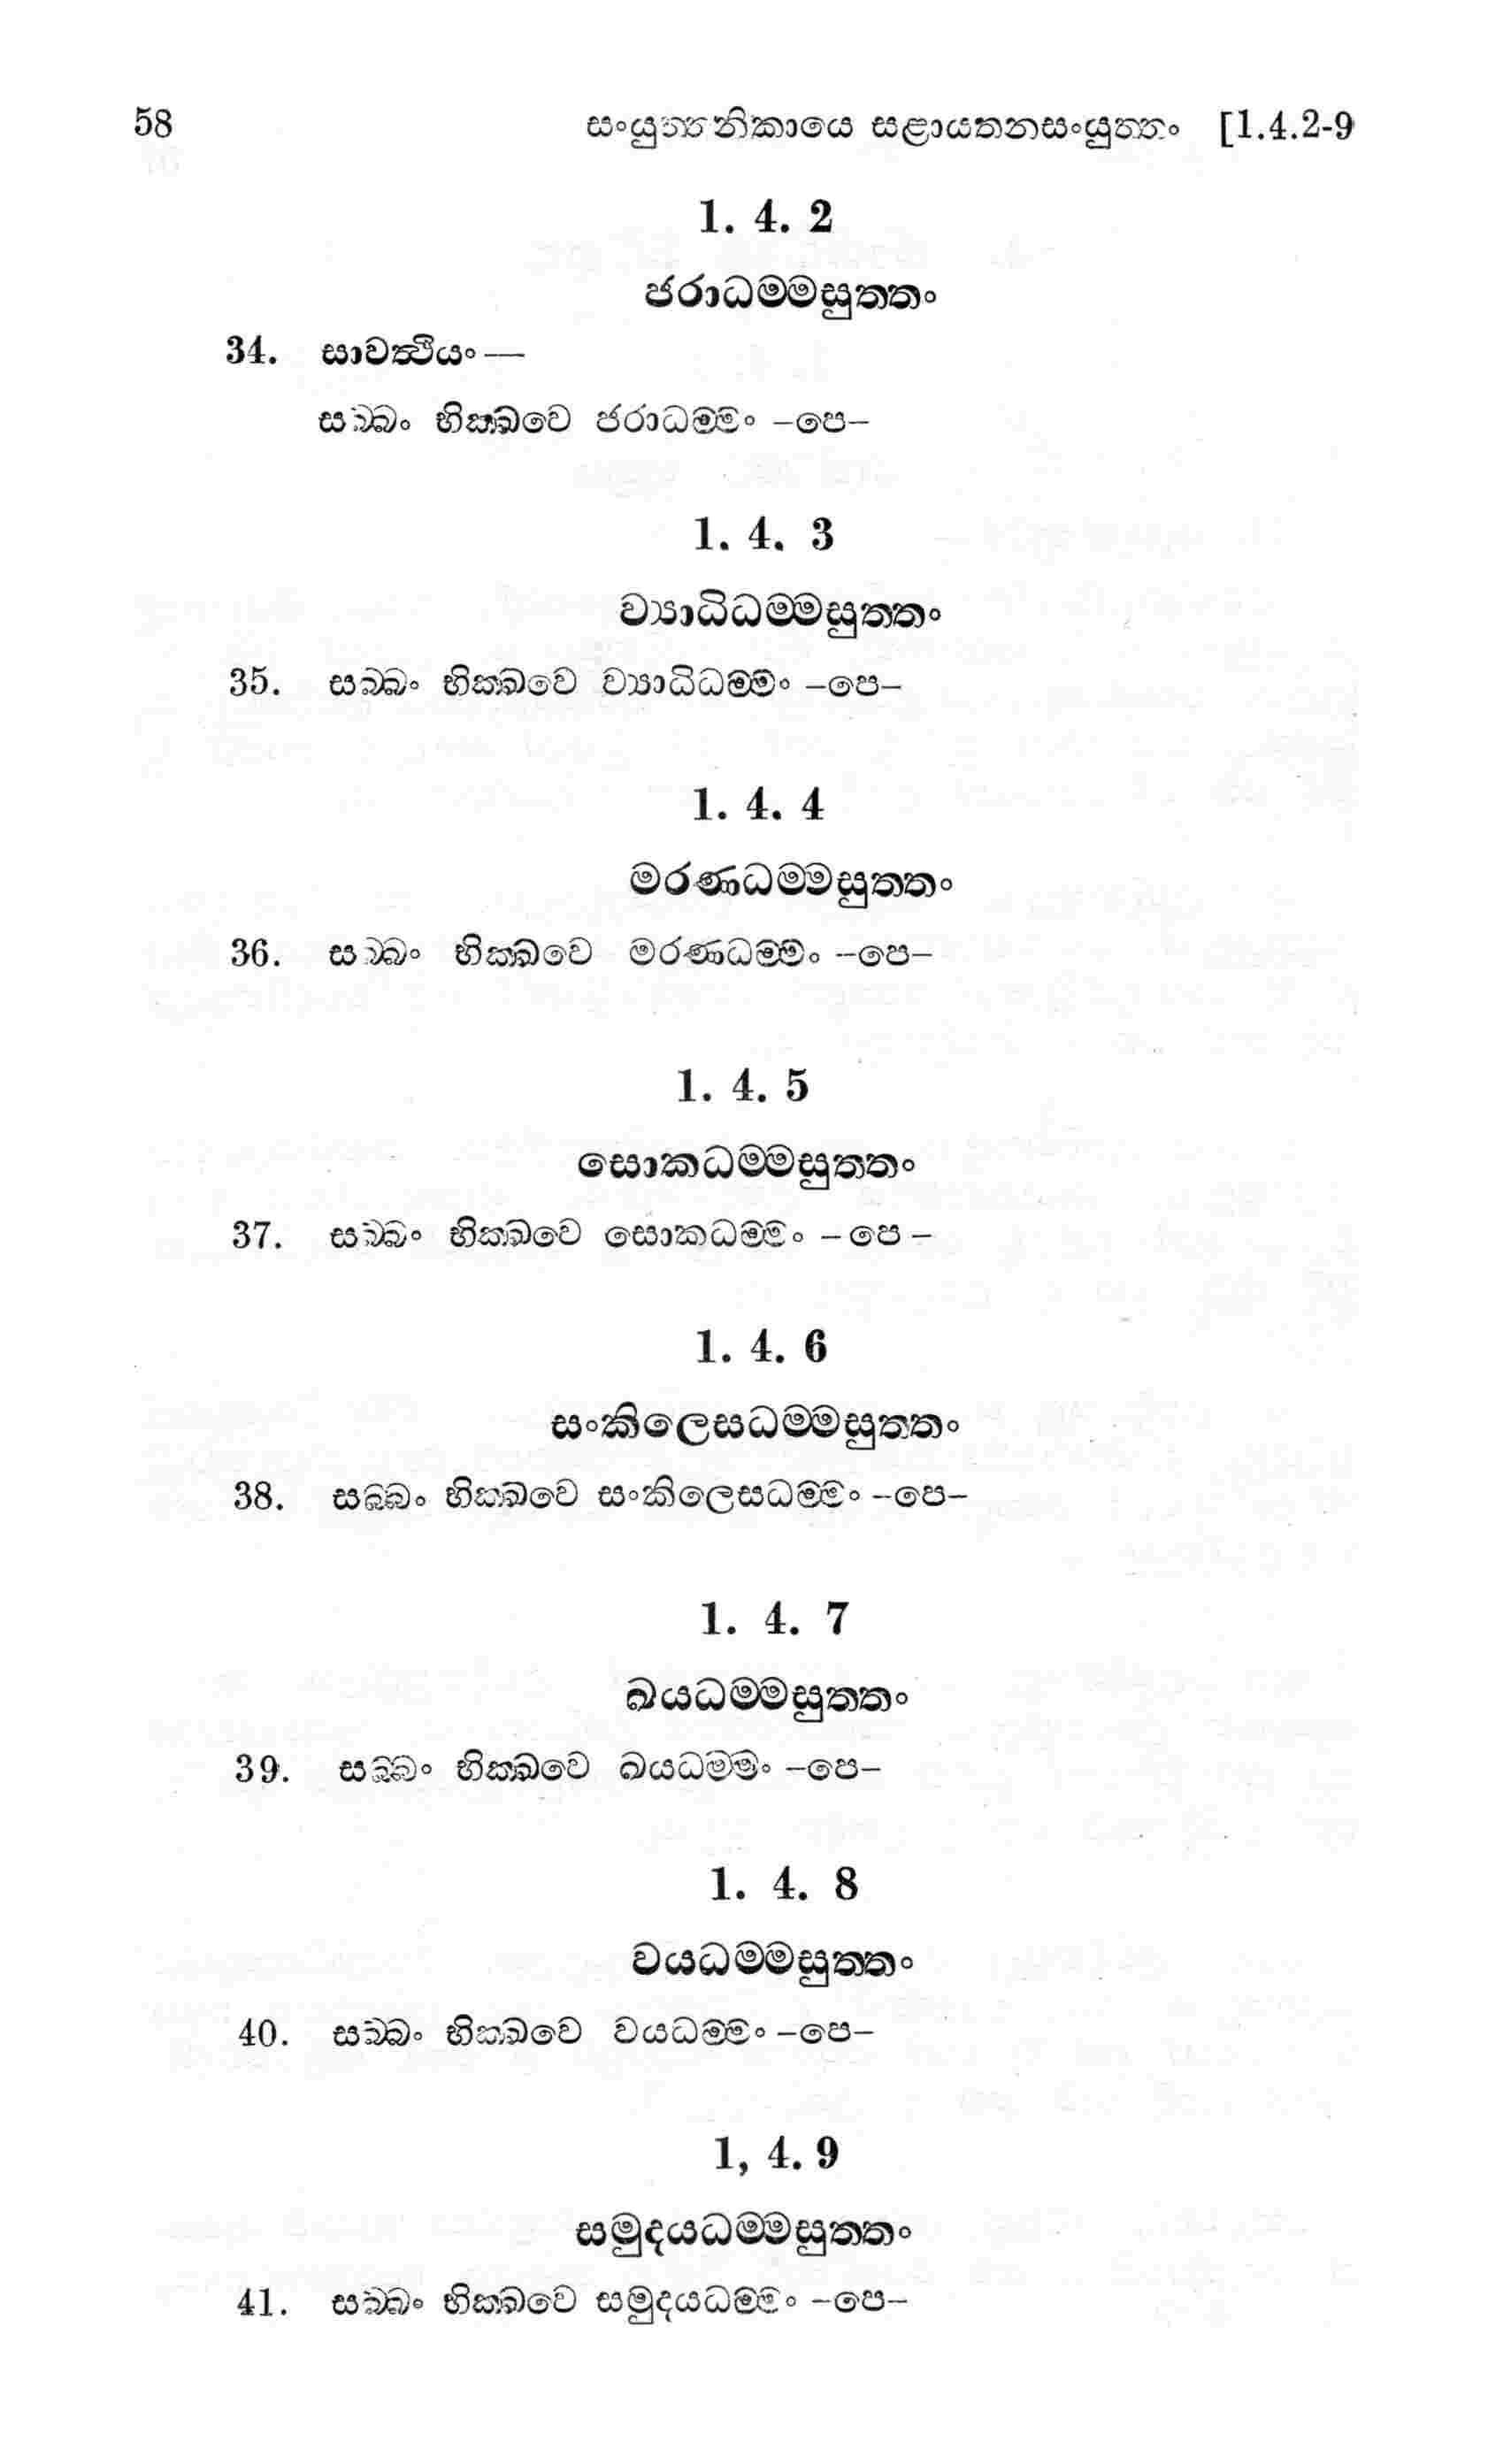 58 සංයුත්තනිකායෙ සළායතනසංයුත්තං [1.4.2-9
1. 4. 2
ජරාධම්මසුත්තං
34. සාවත්ථියං —
සබ්බං භික්ඛවෙ ජරාධම්මං –පෙ–
1. 4. 3
ව්‍යාධිධම්මසුත්තං
35. සබ්බං භික්ඛවෙ ව්‍යාධිධම්මං –පෙ–
1. 4. 4
මරණධම්මසුත්තං
36. සබ්බං භික්ඛවෙ මරණධම්මං –පෙ–
1. 4. 5
සොකධම්මසුත්තං
37. සබ්බං භික්ඛවෙ සොකධම්මං – පෙ –
1. 4. 6
සංකිලෙසධම්මසුත්තං
38. සබ්බං භික්ඛවෙ සංකිලෙසධම්මං –පෙ–
1. 4. 7
ඛයධම්මසුත්තං
39. සබ්බං භික්ඛවෙ ඛයධම්මං –පෙ–
1. 4. 8
වයධම්මසුත්තං
40. සබ්බං භික්ඛවෙ වයධම්මං –පෙ–
1, 4. 9
සමුදයධම්මසුත්තං
41. සබ්බං භික්ඛවෙ සමුදයධම්මං –පෙ–